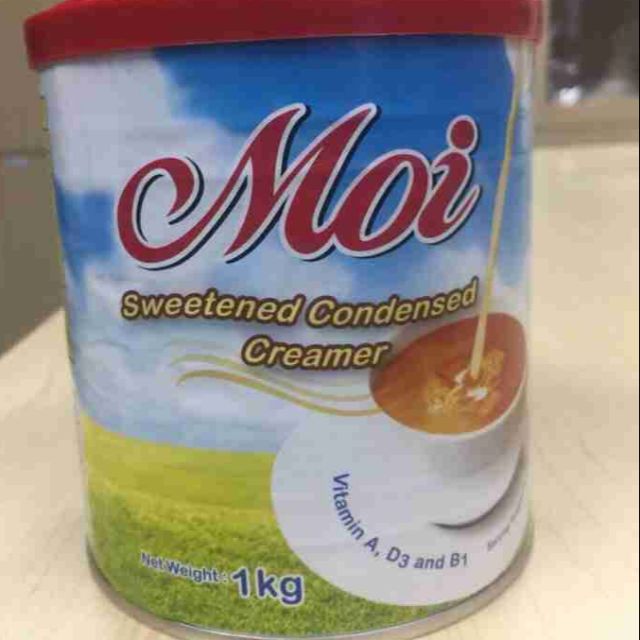 Moi
Sweetened Condensed
Creamer
Vitamin A, D3 and B1
Net Weight : 1kg